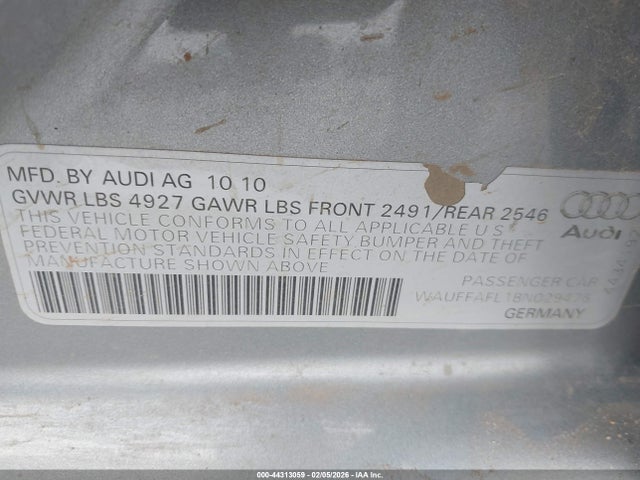 MFD. BY AUDI AG 10 10
GVWR LBS 4927 GAWR LBS FRONT 2491/REAR 2546
THIS VEHICLE CONFORMS TO ALL APPLICABLE U S
FEDERAL MOTOR VEHICLE SAFETY BUMPER AND THEFT
PREVENTION STANDARDS IN EFFECT ON THE DATE OF
MANUFACTURE SHOWN ABOVE
Audi
PASSENGER CAR
WAUFFAFL1BN029476
GERMANY
000-44313059 - 02/05/2026 - IAA Inc.